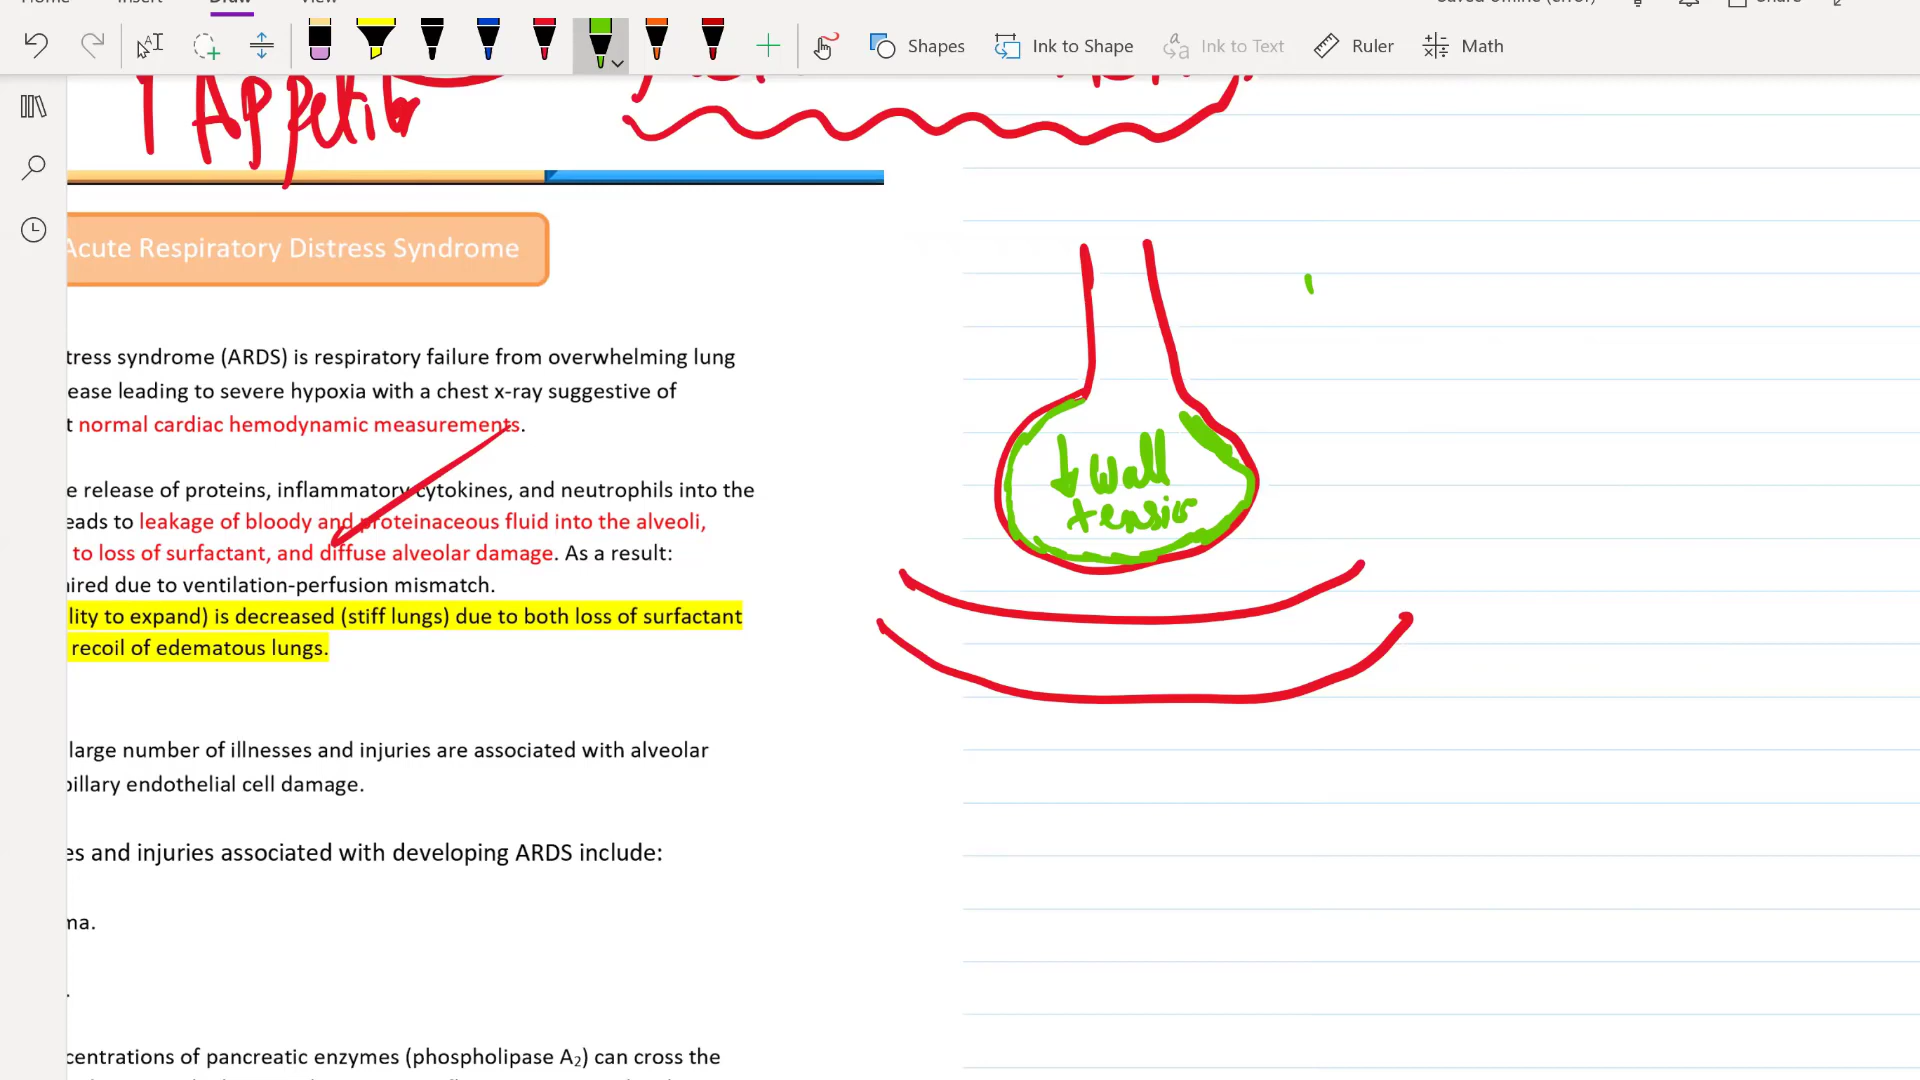 Draw
Shapes
Ink to Shape
Ink to Text
Ruler
Math
↑ Appetite
Acute Respiratory Distress Syndrome
tress syndrome (ARDS) is respiratory failure from overwhelming lung
ease leading to severe hypoxia with a chest x-ray suggestive of
t normal cardiac hemodynamic measurements.
e release of proteins, inflammatory cytokines, and neutrophils into the
eads to leakage of bloody and proteinaceous fluid into the alveoli,
to loss of surfactant, and diffuse alveolar damage. As a result:
aired due to ventilation-perfusion mismatch.
lity to expand) is decreased (stiff lungs) due to both loss of surfactant
recoil of edematous lungs.
large number of illnesses and injuries are associated with alveolar
pillary endothelial cell damage.
es and injuries associated with developing ARDS include:
ma.
centrations of pancreatic enzymes (phospholipase A₂) can cross the
↓ Wall
tension